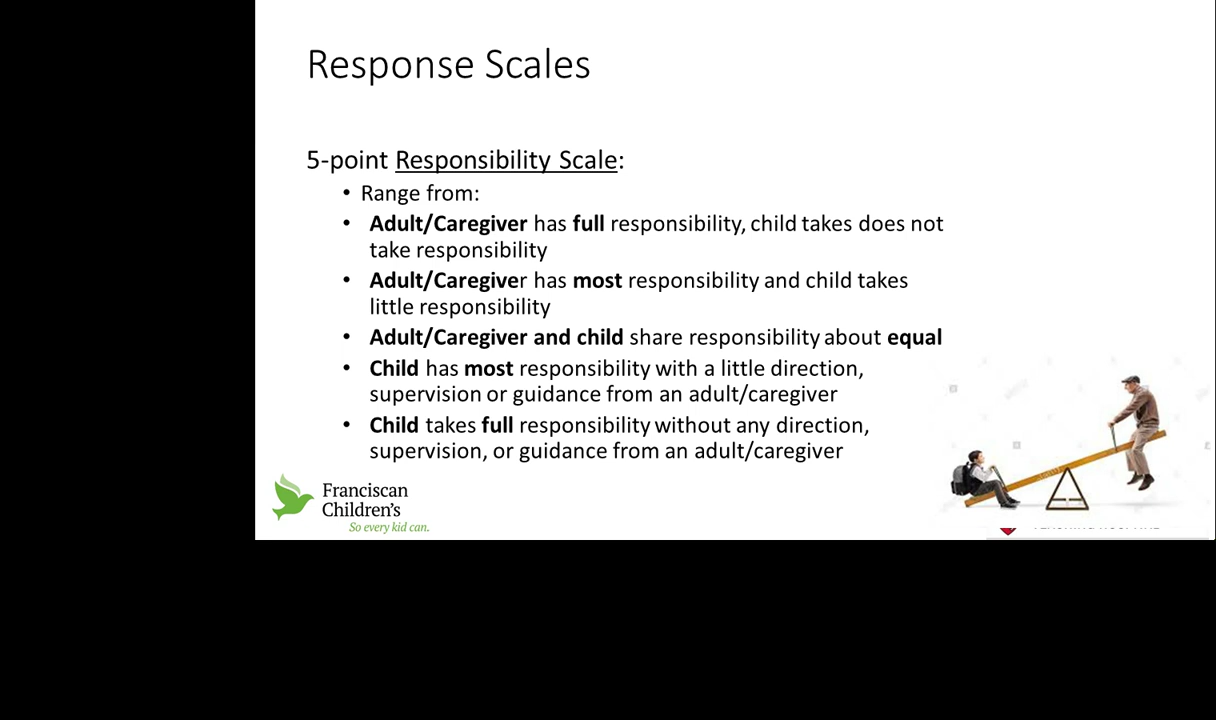 Response Scales
5-point Responsibility Scale:
• Range from:
• Adult/Caregiver has full responsibility, child takes does not
take responsibility
• Adult/Caregiver has most responsibility and child takes
little responsibility
• Adult/Caregiver and child share responsibility about equal
• Child has most responsibility with a little direction,
supervision or guidance from an adult/caregiver
• Child takes full responsibility without any direction,
supervision, or guidance from an adult/caregiver
Franciscan
Children's
So every kid can.